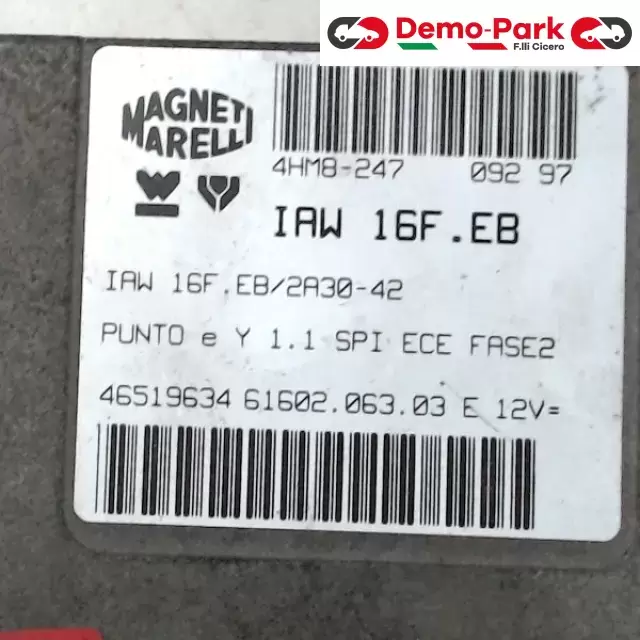 Demo-Park
F.lli Cicero
MAGNETI
MARELLI
4HM8-247 092 97
IAW 16F.EB
IAW 16F.EB/2A30-42
PUNTO e Y 1.1 SPI ECE FASE2
46519634 61602.063.03 E 12V=